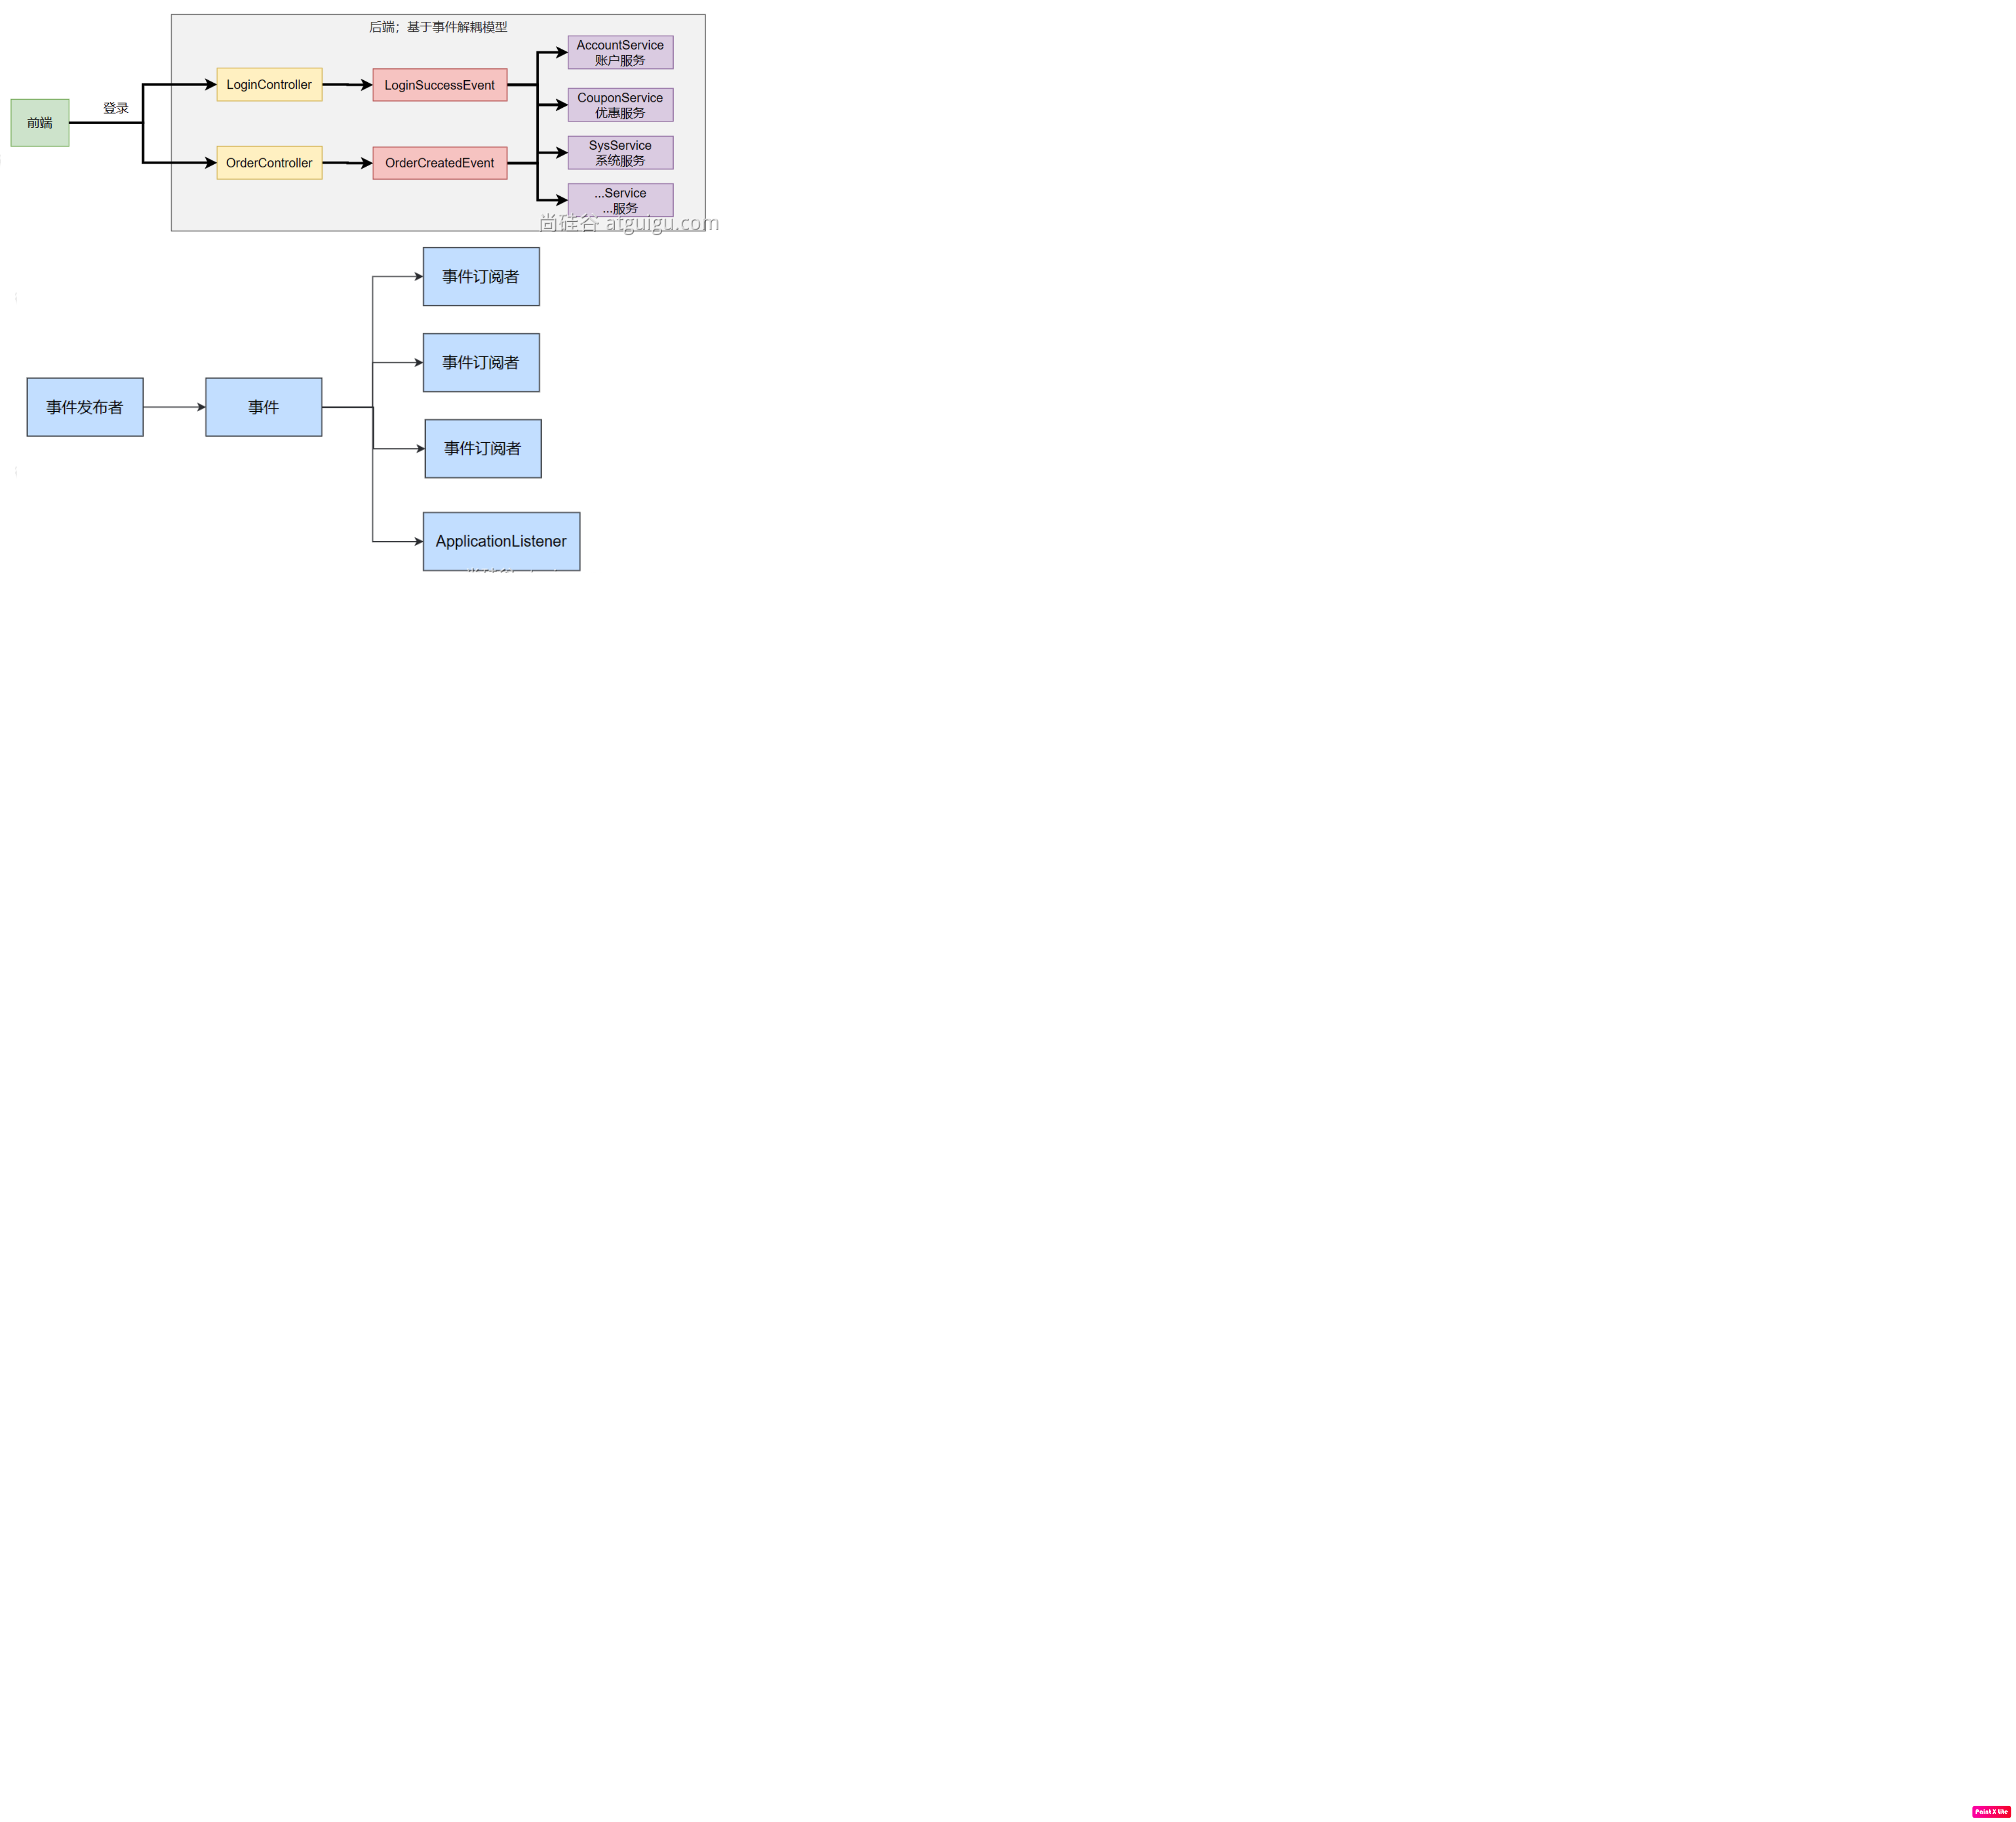 后端；基于事件解耦模型
AccountService
账户服务
LoginController
LoginSuccessEvent
CouponService
优惠服务
登录
前端
SysService
系统服务
OrderController
OrderCreatedEvent
...Service
...服务
尚硅谷 atguigu.com
事件订阅者
事件订阅者
事件发布者
事件
事件订阅者
ApplicationListener
Paint X Lite